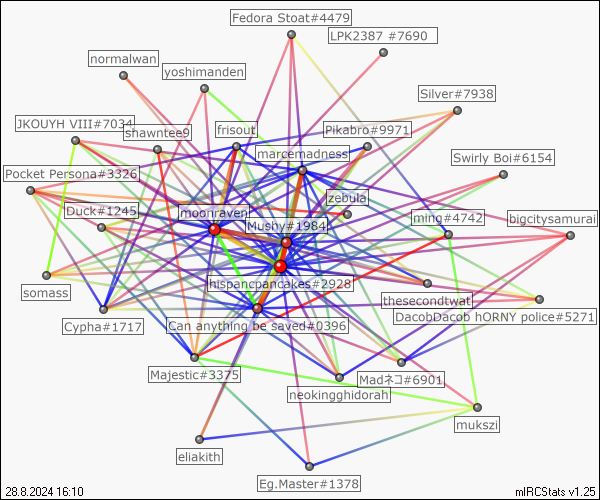 Fedora Stoat#4479
LPK2387 #7690
normalwan
yoshimanden
Silver#7938
JKOUYH VIII#7034
shawntee9
frisout
Pikabro#9971
marcemadness
Swirly Boi#6154
Pocket Persona#3326
zebula
Duck#1245
moonraven
Mushy#1984
ming#4742
bigcitysamurai
hispancpancakes#2928
somass
thesecondtwat
Cypha#1717
Can anything be saved#0396
DacobDacob hORNY police#5271
Majestic#3375
Madネコ#6901
neokingghidorah
mukszi
eliakith
Eg.Master#1378
28.8.2024 16:10
mIRCStats v1.25